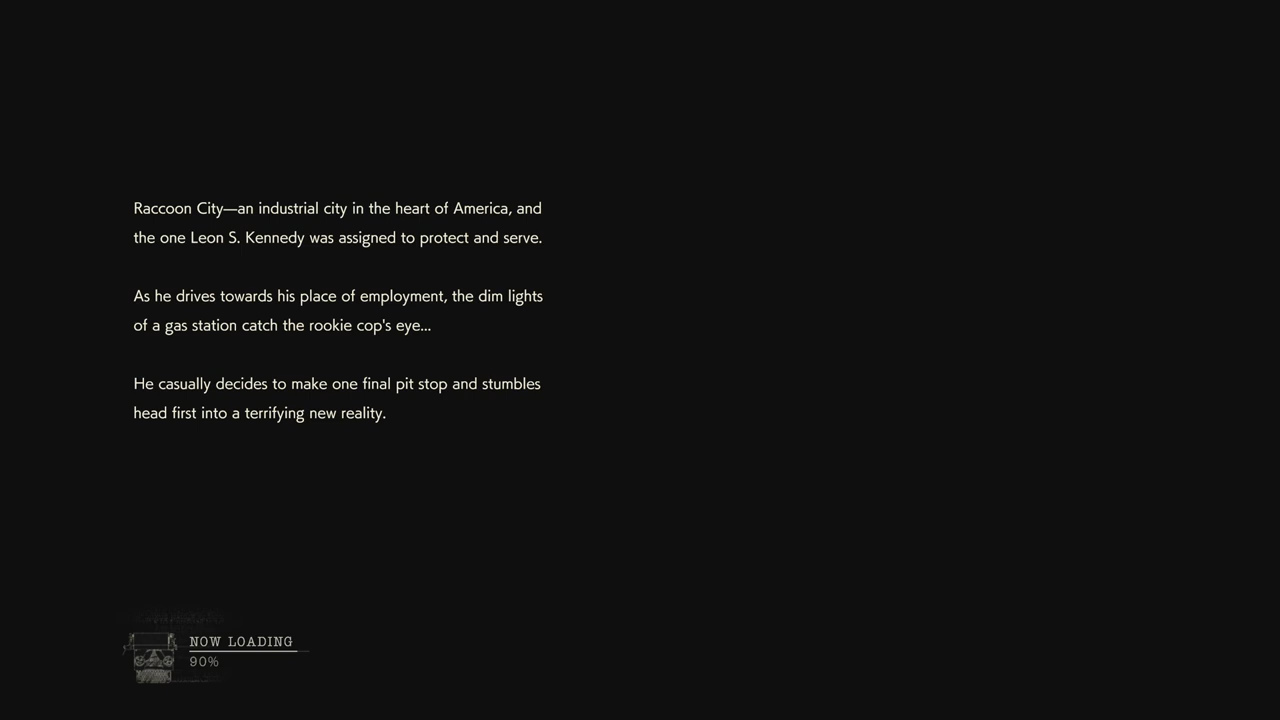 Raccoon City—an industrial city in the heart of America, and
the one Leon S. Kennedy was assigned to protect and serve.
As he drives towards his place of employment, the dim lights
of a gas station catch the rookie cop's eye...
He casually decides to make one final pit stop and stumbles
head first into a terrifying new reality.
NOW LOADING
90%